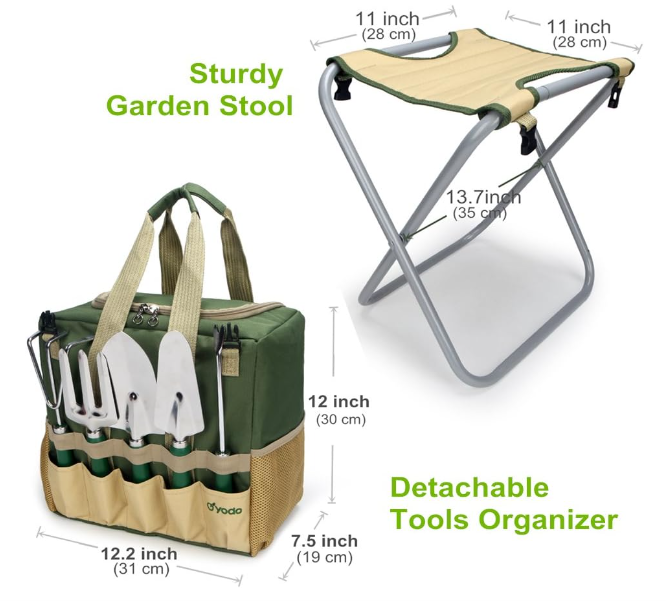 11 inch
(28 cm)
11 inch
(28 cm)
Sturdy
Garden Stool
13.7inch
(35 cm)
12 inch
(30 cm)
yodo
Detachable
Tools Organizer
12.2 inch
(31 cm)
7.5 inch
(19 cm)